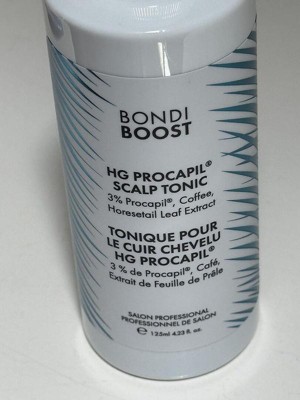 BONDI
BOOST
HG PROCAPIL®
SCALP TONIC
3% Procapil®, Coffee,
Horesetail Leaf Extract
TONIQUE POUR
LE CUIR CHEVELU
HG PROCAPIL®
3 % de Procapil®, Café,
Extrait de Feuille de Prêle
SALON PROFESSIONAL
PROFESSIONNEL DE SALON
℮ 125ml 4.23 fl. oz.